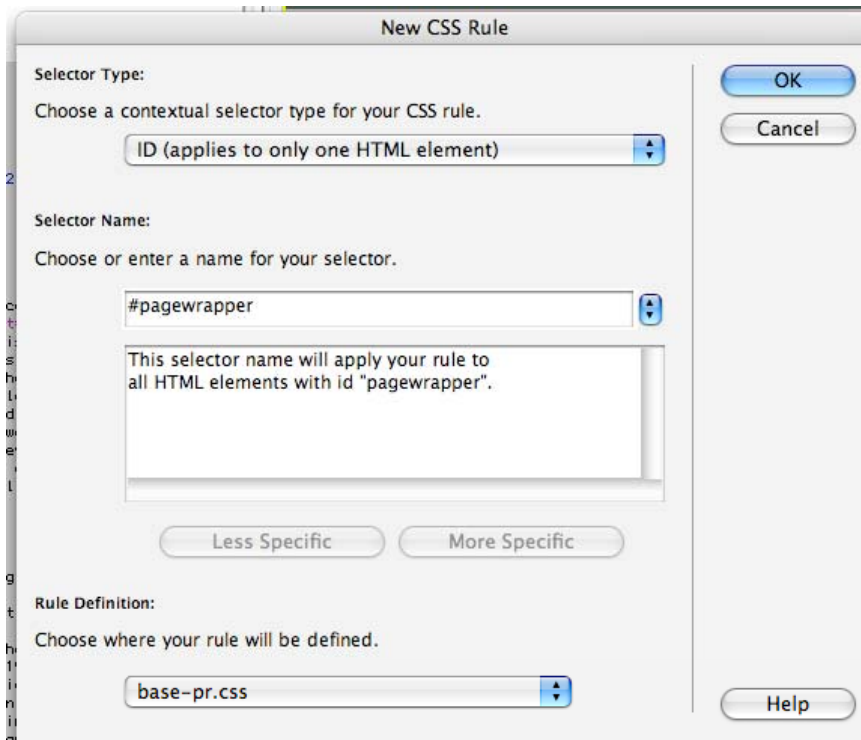 New CSS Rule
Selector Type:
Choose a contextual selector type for your CSS rule.
ID (applies to only one HTML element)
Selector Name:
Choose or enter a name for your selector.
#pagewrapper
This selector name will apply your rule to
all HTML elements with id "pagewrapper".
Less Specific
More Specific
Rule Definition:
Choose where your rule will be defined.
base-pr.css
OK
Cancel
Help